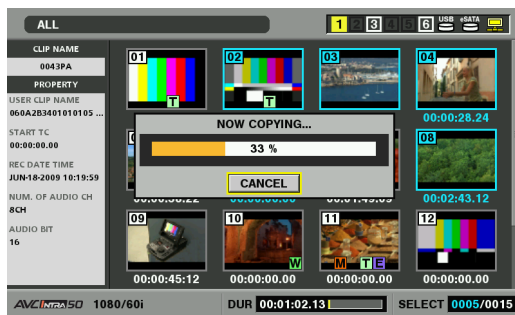 ALL
1 2 3 4 5 6 USB eSATA
CLIP NAME
0043PA
PROPERTY
USER CLIP NAME
060A2B3401010105 ...
START TC
00:00:00.00
REC DATE TIME
JUN-18-2009 10:19:59
NUM. OF AUDIO CH
8CH
AUDIO BIT
16
01 02 03 04
T T
00:00:28.24
NOW COPYING...
33 %
CANCEL
08
00:02:43.12
09 10 11 12
W M T E
00:00:45:12 00:00:00.00 00:00:00.00 00:00:00.00
AVC INTRA 50 1080/60i DUR 00:01:02.13 SELECT 0005/0015